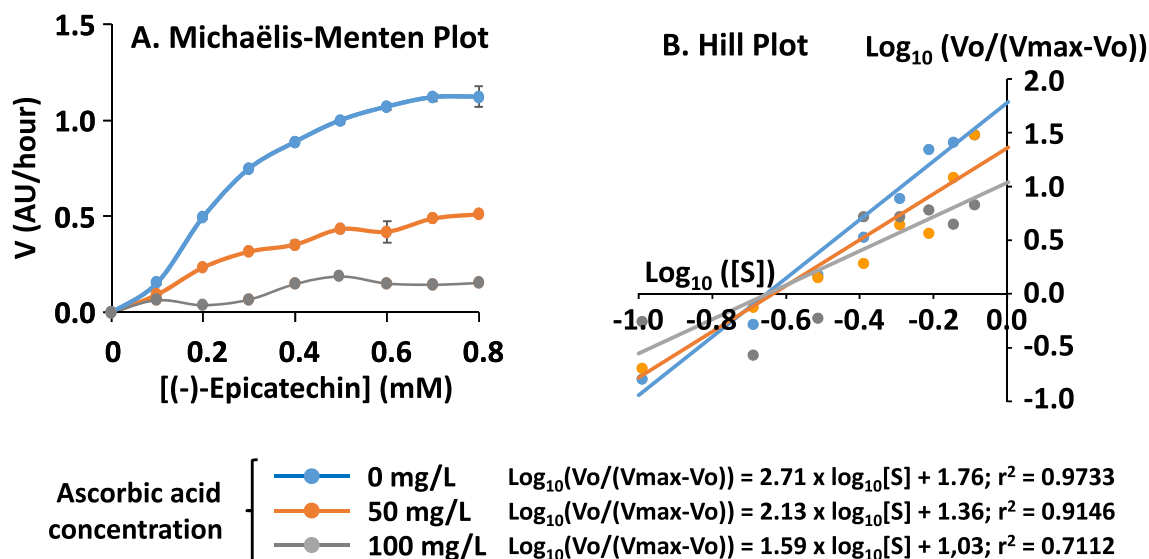 A. Michaëlis-Menten Plot
V (AU/hour)
1.5
1.0
0.5
0.0
0 0.2 0.4 0.6 0.8
[(-)-Epicatechin] (mM)
B. Hill Plot
Log10 (Vo/(Vmax-Vo))
2.0
1.5
1.0
0.5
0.0
-0.5
-1.0
Log10 ([S])
-1.0 -0.8 -0.6 -0.4 -0.2 0.0
Ascorbic acid
concentration
0 mg/L Log10(Vo/(Vmax-Vo)) = 2.71 x log10[S] + 1.76; r² = 0.9733
50 mg/L Log10(Vo/(Vmax-Vo)) = 2.13 x log10[S] + 1.36; r² = 0.9146
100 mg/L Log10(Vo/(Vmax-Vo)) = 1.59 x log10[S] + 1,03; r² = 0.7112